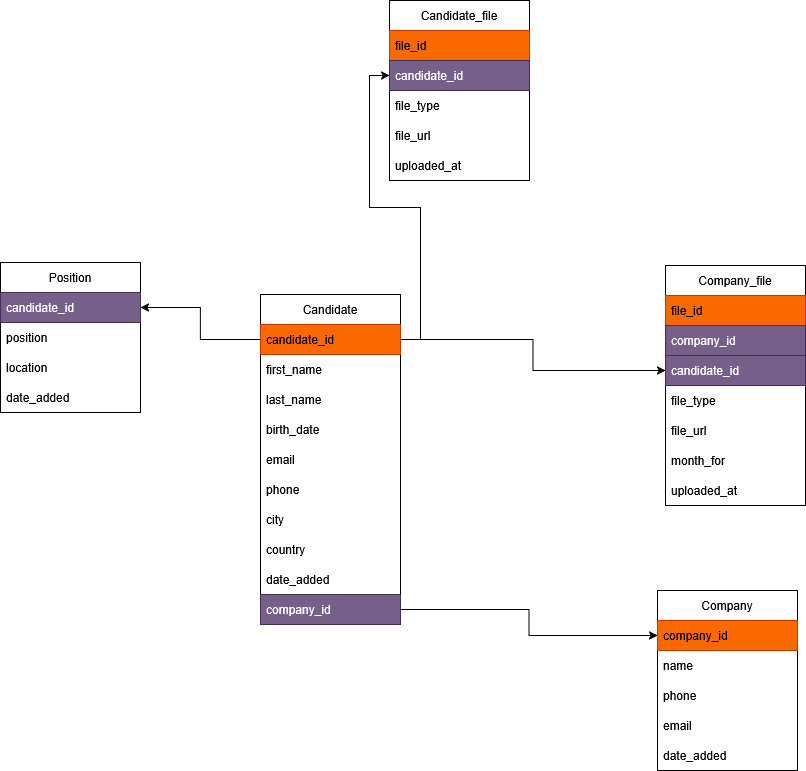 Candidate_file
file_id
candidate_id
file_type
file_url
uploaded_at
Position
candidate_id
position
location
date_added
Candidate
candidate_id
first_name
last_name
birth_date
email
phone
city
country
date_added
company_id
Company_file
file_id
company_id
candidate_id
file_type
file_url
month_for
uploaded_at
Company
company_id
name
phone
email
date_added